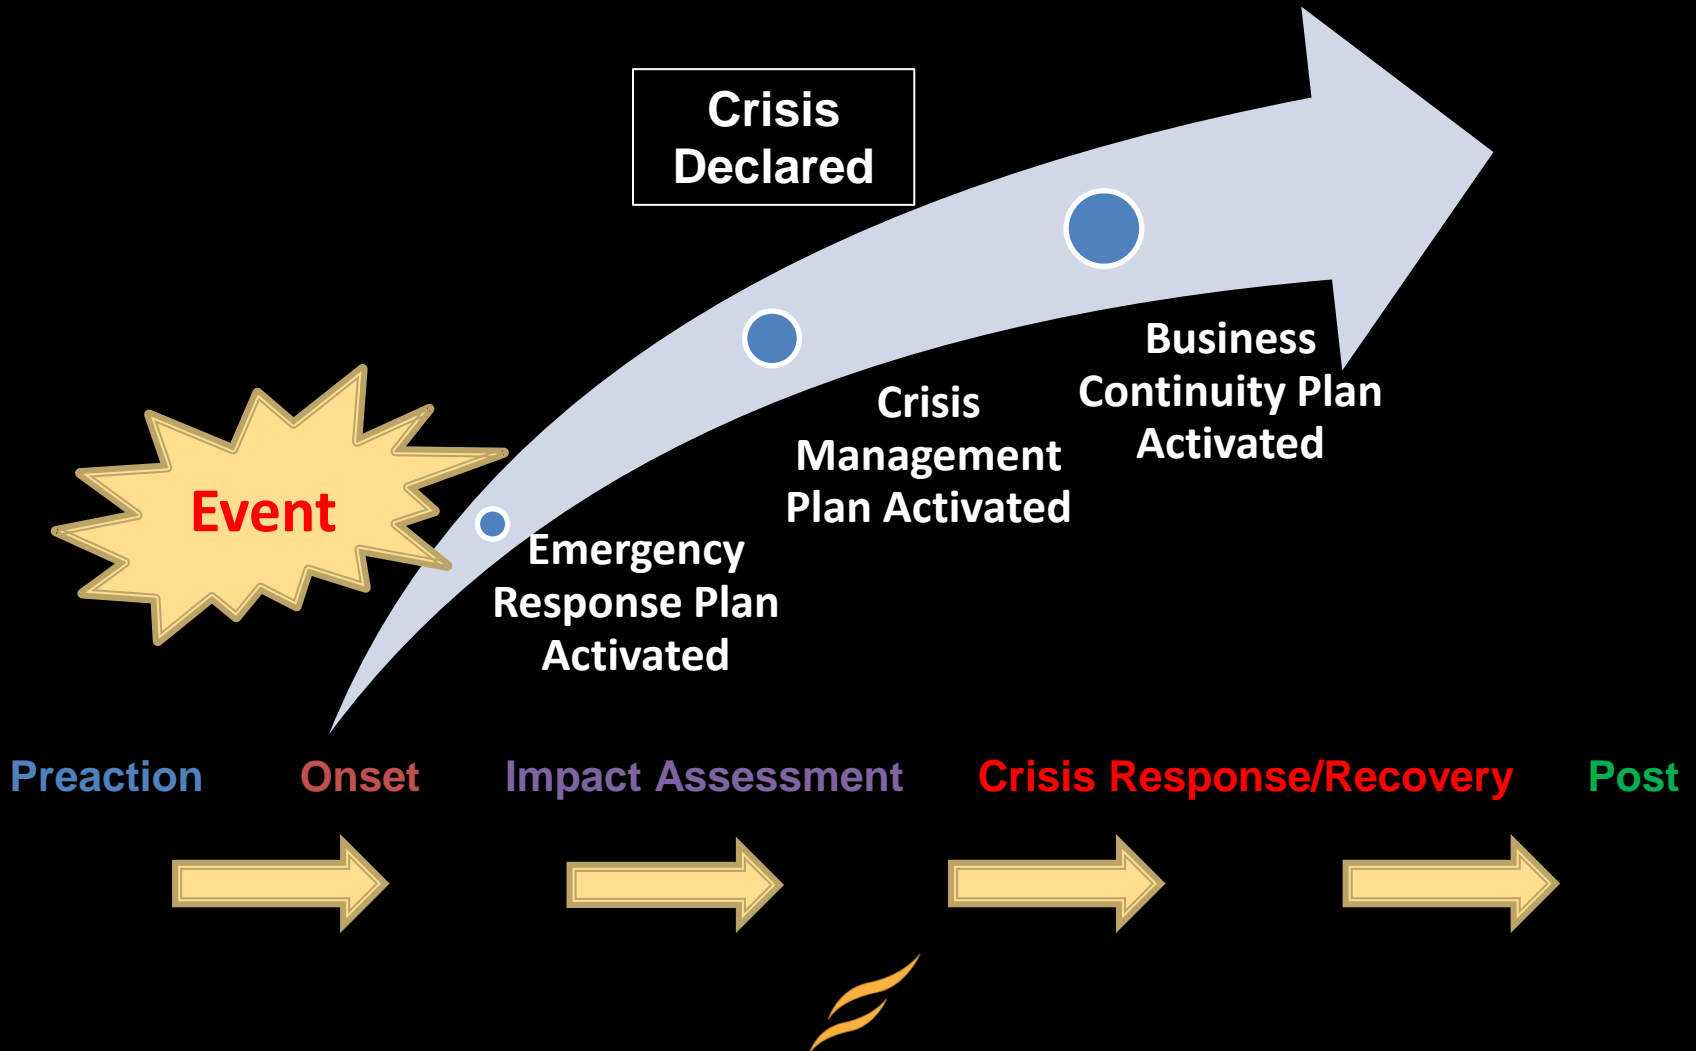 Crisis
Declared
Event
Emergency
Response Plan
Activated
Crisis
Management
Plan Activated
Business
Continuity Plan
Activated
Preaction
Onset
Impact Assessment
Crisis Response/Recovery
Post